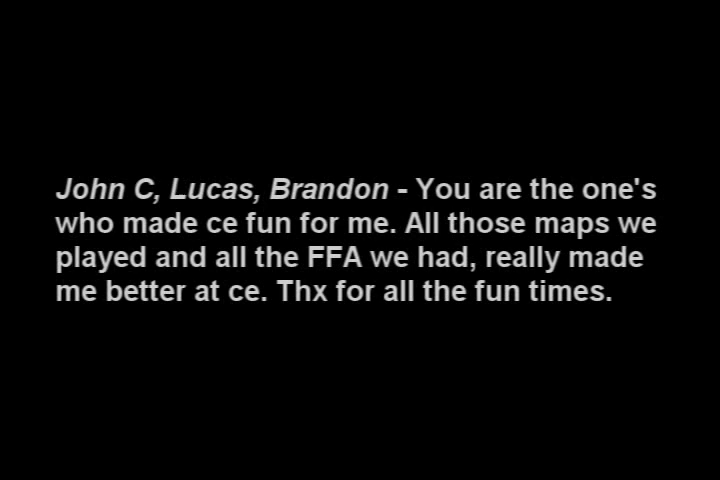 John C, Lucas, Brandon - You are the one's
who made ce fun for me. All those maps we
played and all the FFA we had, really made
me better at ce. Thx for all the fun times.